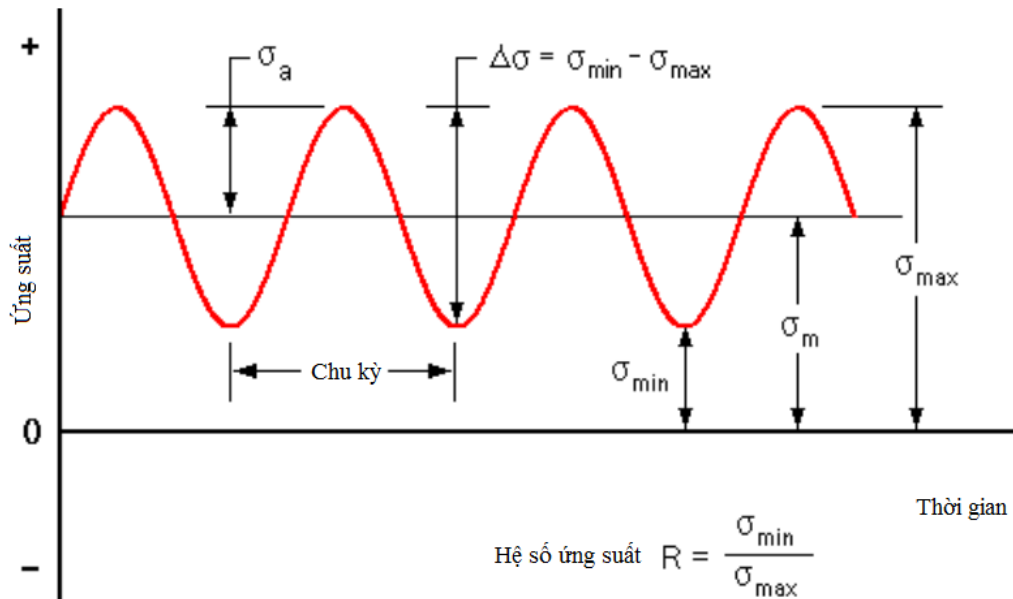 +
σa
Δσ = σmin - σmax
Ứng suất
σmax
σm
Chu kỳ
σmin
0
Thời gian
Hệ số ứng suất R = σmin / σmax
−